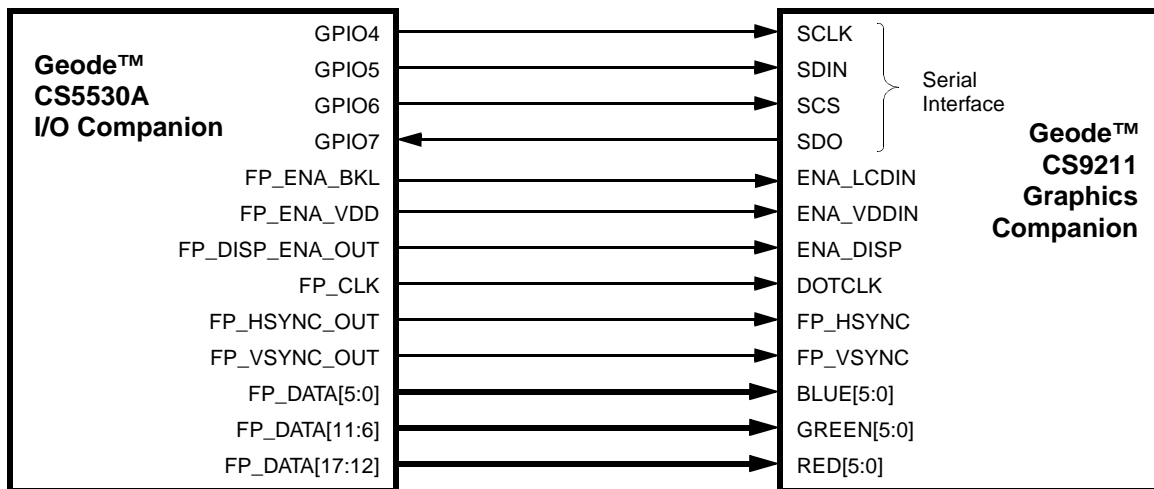 Geode™
CS5530A
I/O Companion
GPIO4
GPIO5
GPIO6
GPIO7
FP_ENA_BKL
FP_ENA_VDD
FP_DISP_ENA_OUT
FP_CLK
FP_HSYNC_OUT
FP_VSYNC_OUT
FP_DATA[5:0]
FP_DATA[11:6]
FP_DATA[17:12]
SCLK
SDIN
SCS
SDO
ENA_LCDIN
ENA_VDDIN
ENA_DISP
DOTCLK
FP_HSYNC
FP_VSYNC
BLUE[5:0]
GREEN[5:0]
RED[5:0]
Serial
Interface
Geode™
CS9211
Graphics
Companion